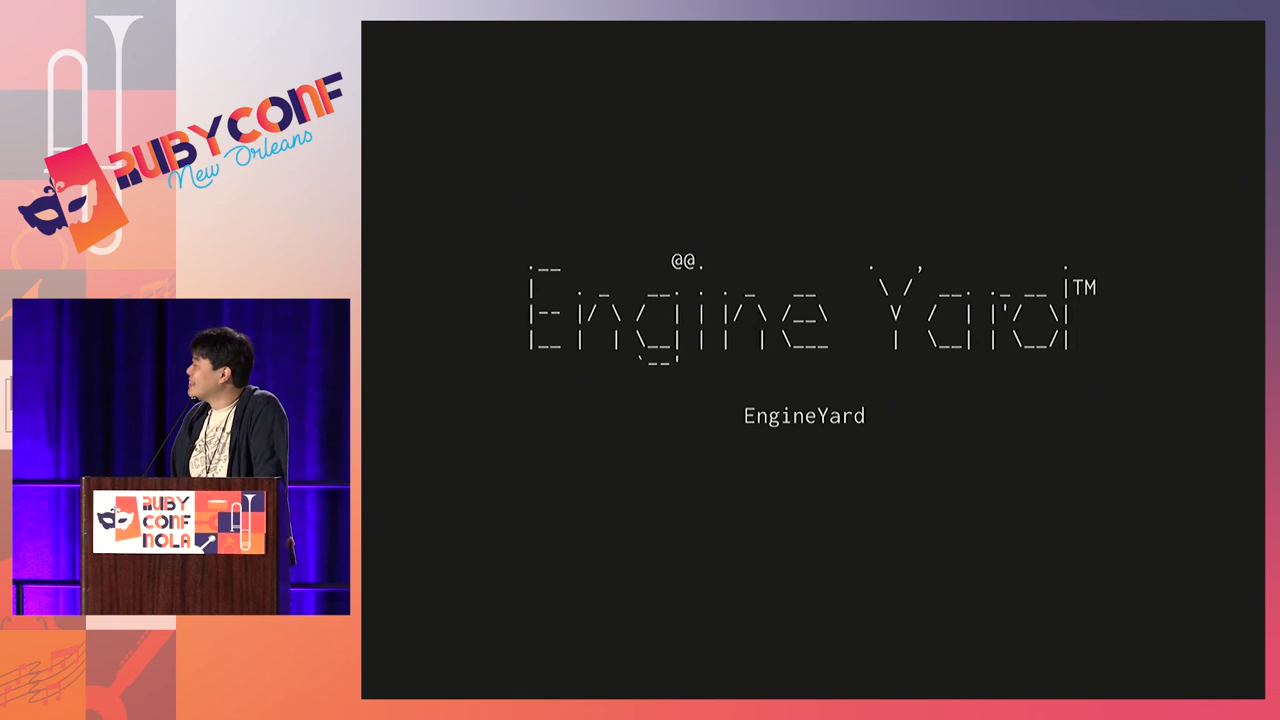 RUBYCONF
New Orleans
Engine Yard™
EngineYard
RUBY
CONF
NOLA